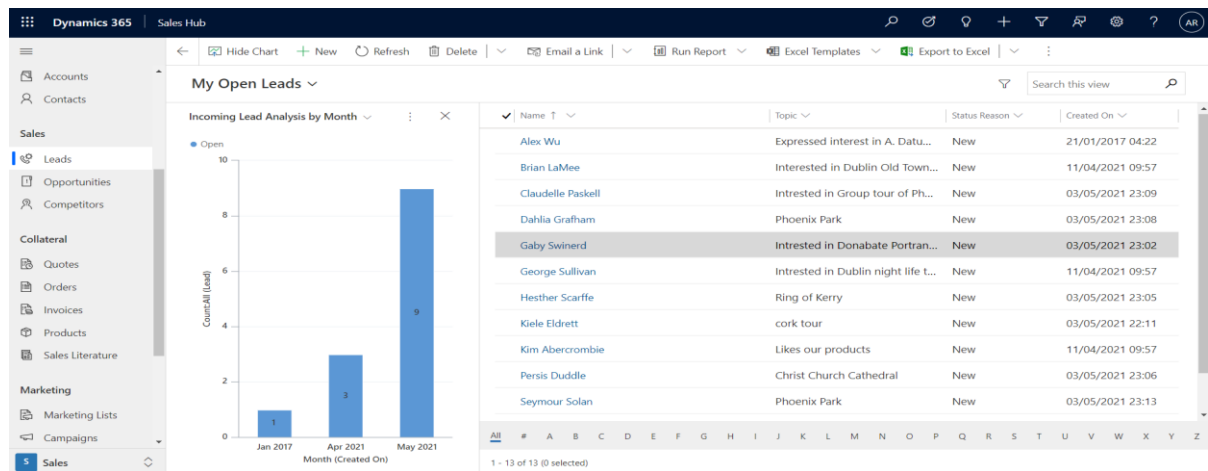 Dynamics 365 Sales Hub AR
Hide Chart New Refresh Delete Email a Link Run Report Excel Templates Export to Excel
Accounts
Contacts
Sales
Leads
Opportunities
Competitors
Collateral
Quotes
Orders
Invoices
Products
Sales Literature
Marketing
Marketing Lists
Campaigns
S Sales
My Open Leads
Search this view
Incoming Lead Analysis by Month
Open
Count:All (Lead)
10
8
6
4
2
0
1
3
9
Jan 2017 Apr 2021 May 2021
Month (Created On)
Name ↑ Topic Status Reason Created On
Alex Wu Expressed interest in A. Datu... New 21/01/2017 04:22
Brian LaMee Interested in Dublin Old Town... New 11/04/2021 09:57
Claudelle Paskell Intrested in Group tour of Ph... New 03/05/2021 23:09
Dahlia Grafham Phoenix Park New 03/05/2021 23:08
Gaby Swinerd Intrested in Donabate Portran... New 03/05/2021 23:02
George Sullivan Intrested in Dublin night life t... New 11/04/2021 09:57
Hesther Scarffe Ring of Kerry New 03/05/2021 23:05
Kiele Eldrett cork tour New 03/05/2021 22:11
Kim Abercrombie Likes our products New 11/04/2021 09:57
Persis Duddle Christ Church Cathedral New 03/05/2021 23:06
Seymour Solan Phoenix Park New 03/05/2021 23:13
All # A B C D E F G H I J K L M N O P Q R S T U V W X Y Z
1 - 13 of 13 (0 selected)